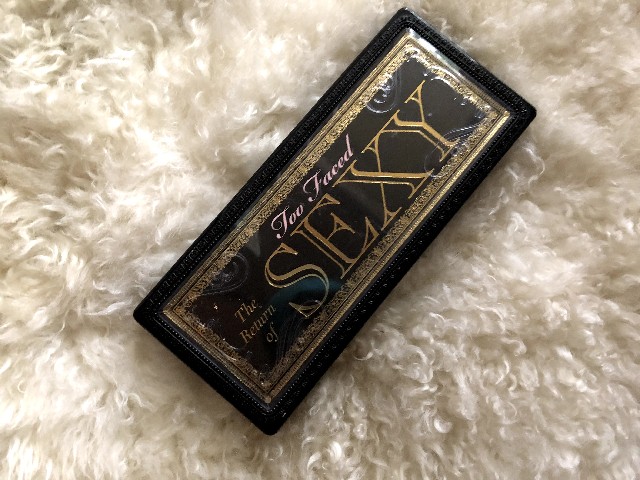 Too Faced
The
Return
of
SEXY